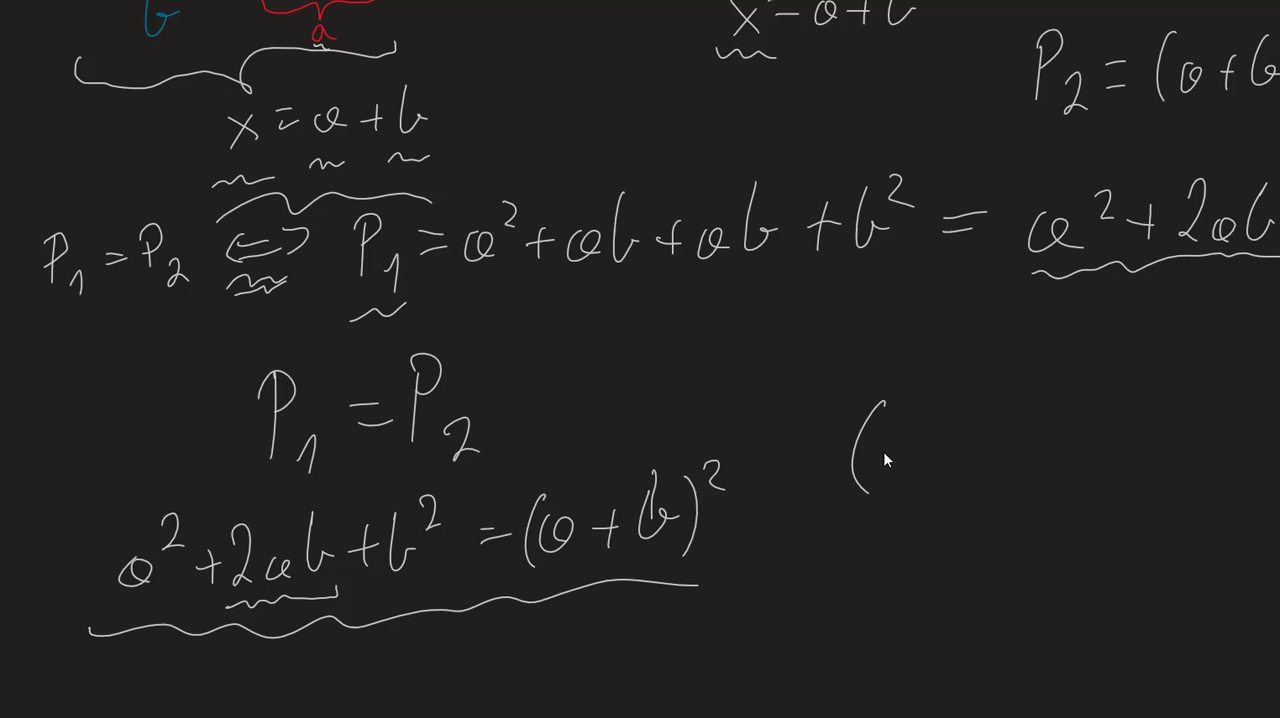 b a
x = a + b
x = a + b
P₂ = (a + b
P₁ = P₂ ⟺ P₁ = a² + ab + ab + b² = a² + 2ab
P₁ = P₂
(
a² + 2ab + b² = (a + b)²